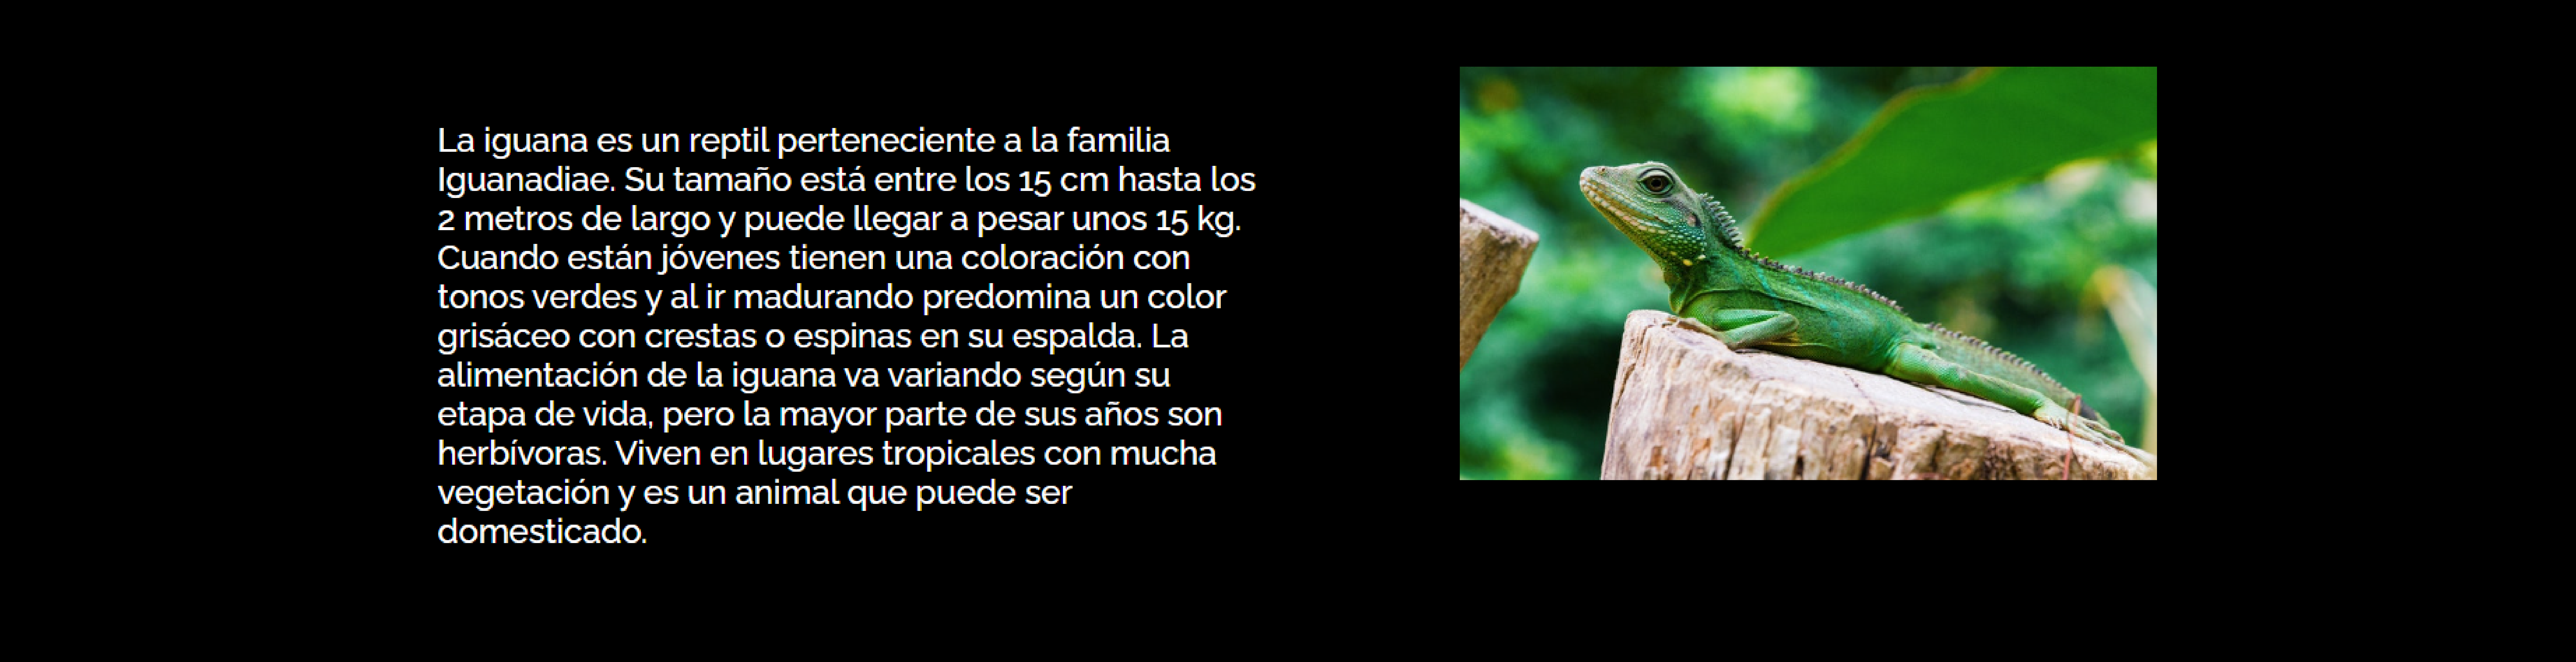 La iguana es un reptil perteneciente a la familia
Iguanadiae. Su tamaño está entre los 15 cm hasta los
2 metros de largo y puede llegar a pesar unos 15 kg.
Cuando están jóvenes tienen una coloración con
tonos verdes y al ir madurando predomina un color
grisáceo con crestas o espinas en su espalda. La
alimentación de la iguana va variando según su
etapa de vida, pero la mayor parte de sus años son
herbívoras. Viven en lugares tropicales con mucha
vegetación y es un animal que puede ser
domesticado.